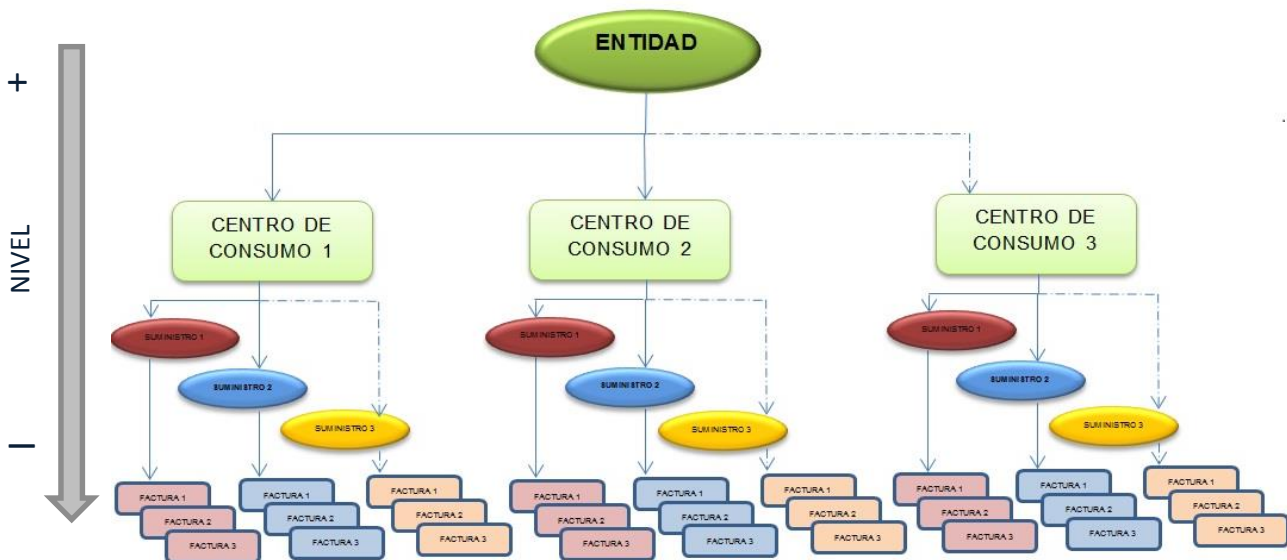 ENTIDAD
+
NIVEL
–
CENTRO DE
CONSUMO 1
CENTRO DE
CONSUMO 2
CENTRO DE
CONSUMO 3
SUMINISTRO 1
SUMINISTRO 2
SUMINISTRO 3
SUMINISTRO 1
SUMINISTRO 2
SUMINISTRO 3
SUMINISTRO 1
SUMINISTRO 2
SUMINISTRO 3
FACTURA 1
FACTURA 2
FACTURA 3
FACTURA 1
FACTURA 2
FACTURA 3
FACTURA 1
FACTURA 2
FACTURA 3
FACTURA 1
FACTURA 2
FACTURA 3
FACTURA 1
FACTURA 2
FACTURA 3
FACTURA 1
FACTURA 2
FACTURA 3
FACTURA 1
FACTURA 2
FACTURA 3
FACTURA 1
FACTURA 2
FACTURA 3
FACTURA 1
FACTURA 2
FACTURA 3